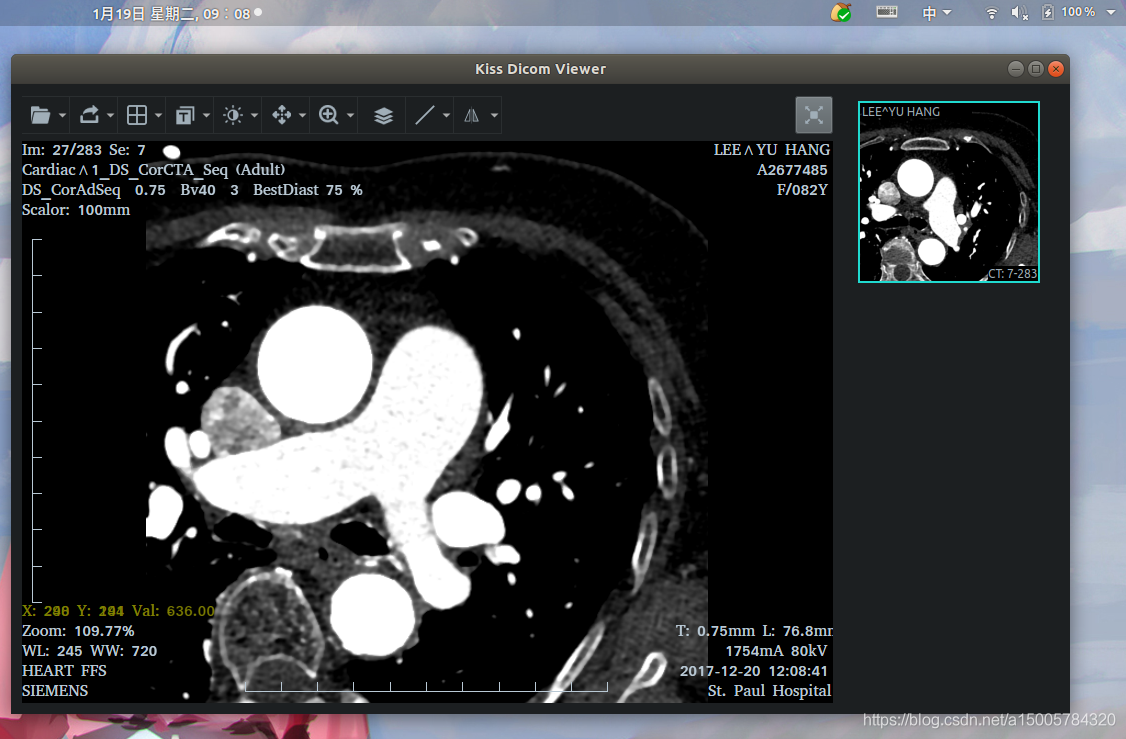 1月19日 星期二, 09：08
中
100%
Kiss Dicom Viewer
Im: 27/283 Se: 7
Cardiac^1_DS_CorCTA_Seq (Adult)
DS_CorAdSeq 0.75 Bv40 3 BestDiast 75 %
Scalor: 100mm
LEE^YU HANG
A2677485
F/082Y
LEE^YU HANG
CT: 7-283
X: Y: Val: 636.00
Zoom: 109.77%
WL: 245 WW: 720
HEART FFS
SIEMENS
T: 0.75mm L: 76.8mm
1754mA 80kV
2017-12-20 12:08:41
St. Paul Hospital
https://blog.csdn.net/a15005784320